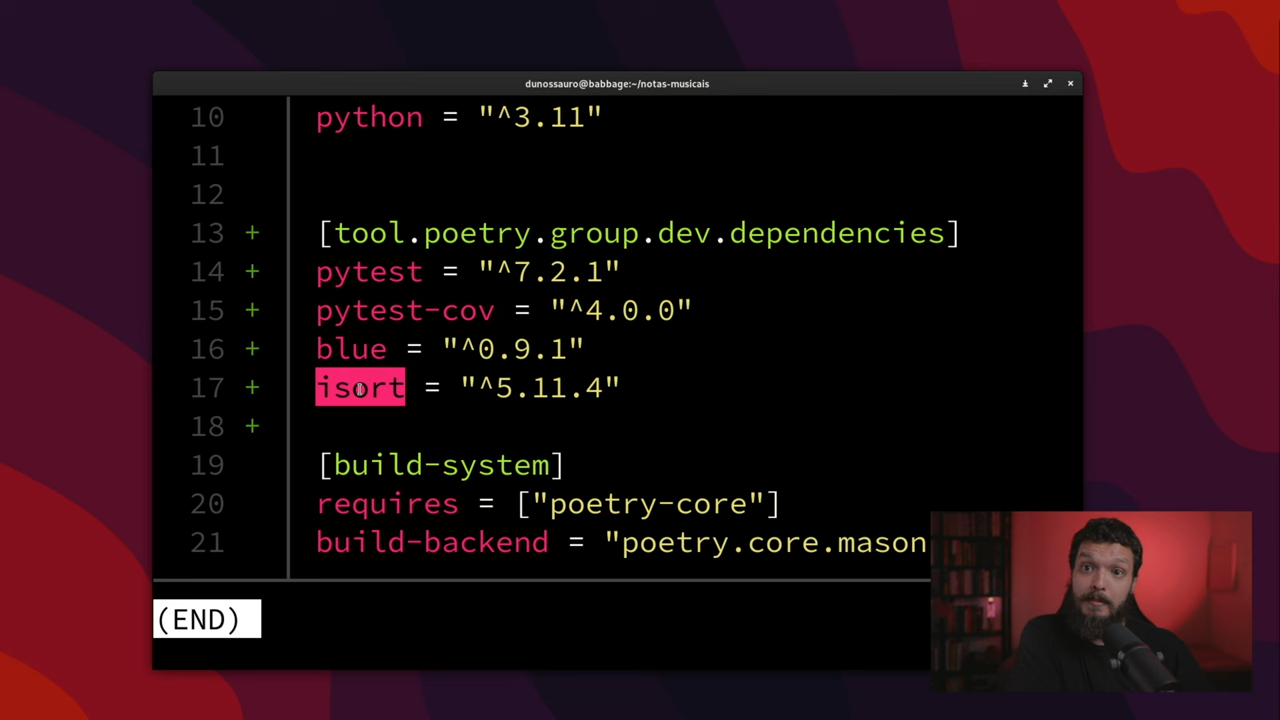 dunossauro@babbage:~/notas-musicais
10 python = "^3.11"
11
12
13 + [tool.poetry.group.dev.dependencies]
14 + pytest = "^7.2.1"
15 + pytest-cov = "^4.0.0"
16 + blue = "^0.9.1"
17 + isort = "^5.11.4"
18 +
19 [build-system]
20 requires = ["poetry-core"]
21 build-backend = "poetry.core.mason
(END)